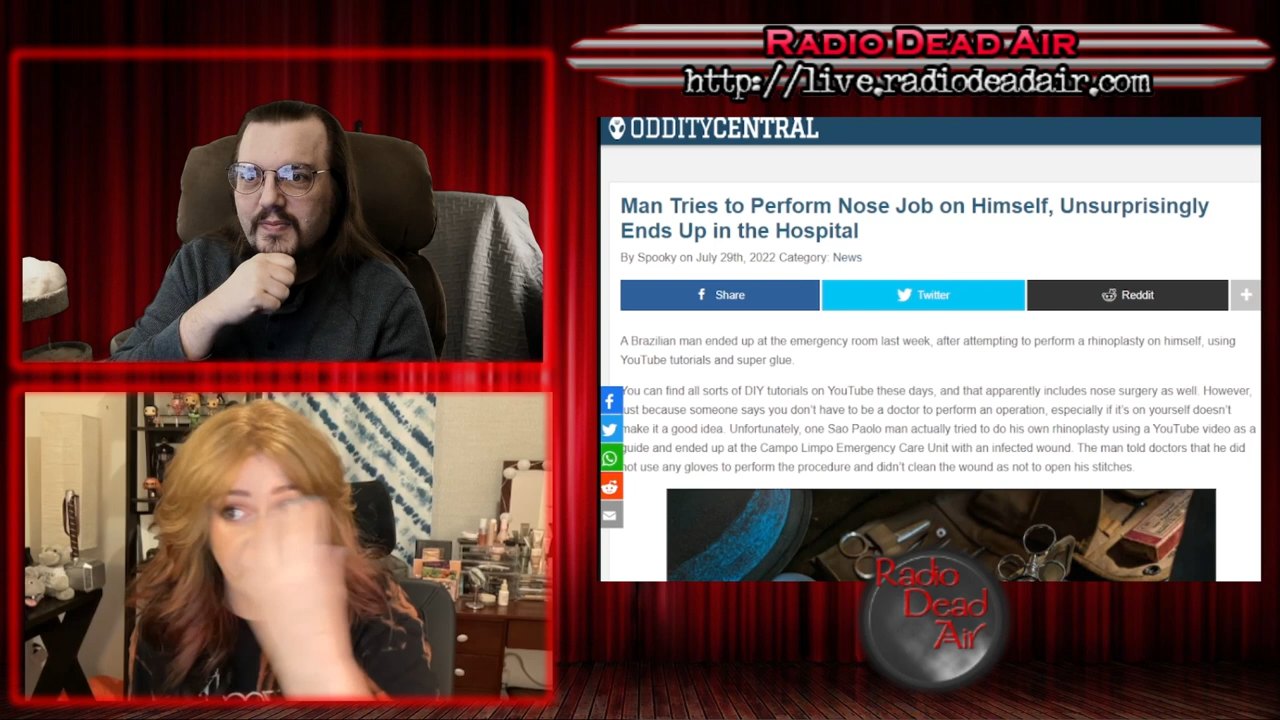 Radio Dead Air
http://live.radiodeadair.com
ODDITYCENTRAL
Man Tries to Perform Nose Job on Himself, Unsurprisingly
Ends Up in the Hospital
By Spooky on July 29th, 2022 Category: News
Share
Twitter
Reddit
A Brazilian man ended up at the emergency room last week, after attempting to perform a rhinoplasty on himself, using
YouTube tutorials and super glue.
You can find all sorts of DIY tutorials on YouTube these days, and that apparently includes nose surgery as well. However,
just because someone says you don't have to be a doctor to perform an operation, especially if it's on yourself doesn't
make it a good idea. Unfortunately, one Sao Paolo man actually tried to do his own rhinoplasty using a YouTube video as a
guide and ended up at the Campo Limpo Emergency Care Unit with an infected wound. The man told doctors that he did
not use any gloves to perform the procedure and didn't clean the wound as not to open his stitches.
Radio
Dead
Air